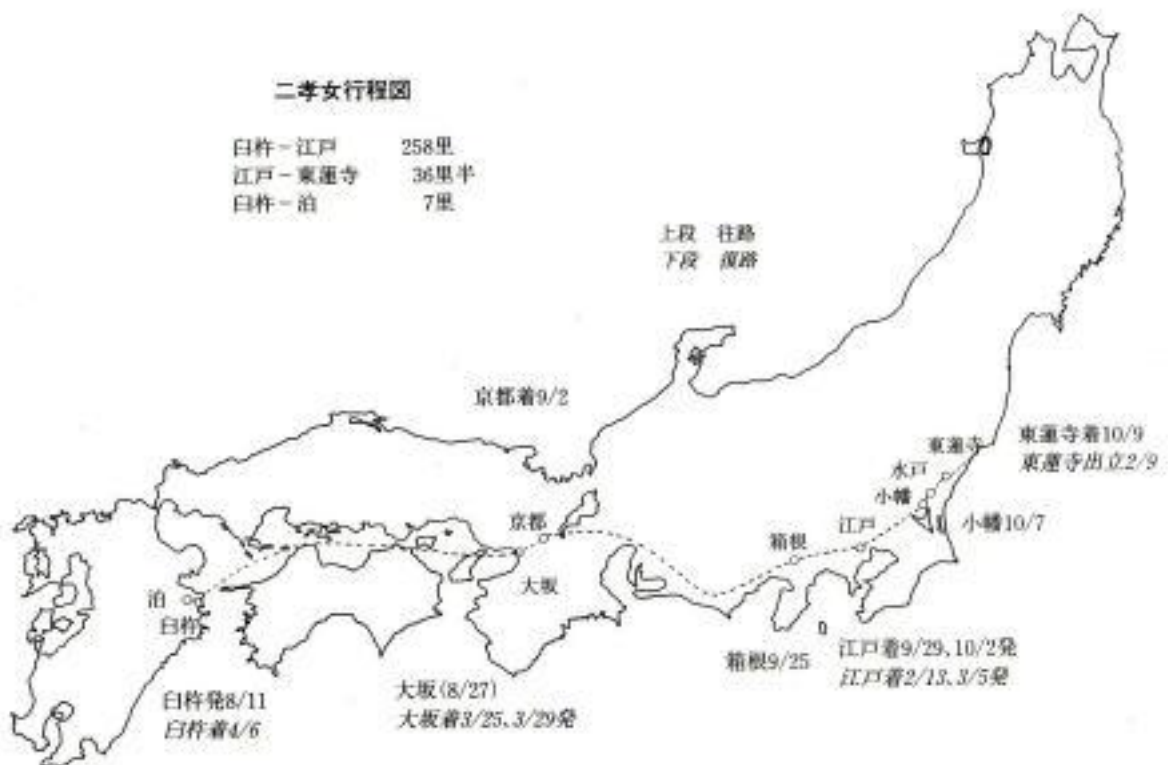 二孝女行程図
臼杵－江戸　258里
江戸－東蓮寺　36里半
臼杵－泊　7里
上段　往路
下段　復路
京都着9/2
東蓮寺
東蓮寺着10/9
東蓮寺出立2/9
水戸
小幡
小幡10/7
江戸
箱根
京都
大坂
泊
臼杵
箱根9/25
江戸着9/29、10/2発
江戸着2/13、3/5発
大坂(8/27)
大坂着3/25、3/29発
臼杵発8/11
臼杵着4/6